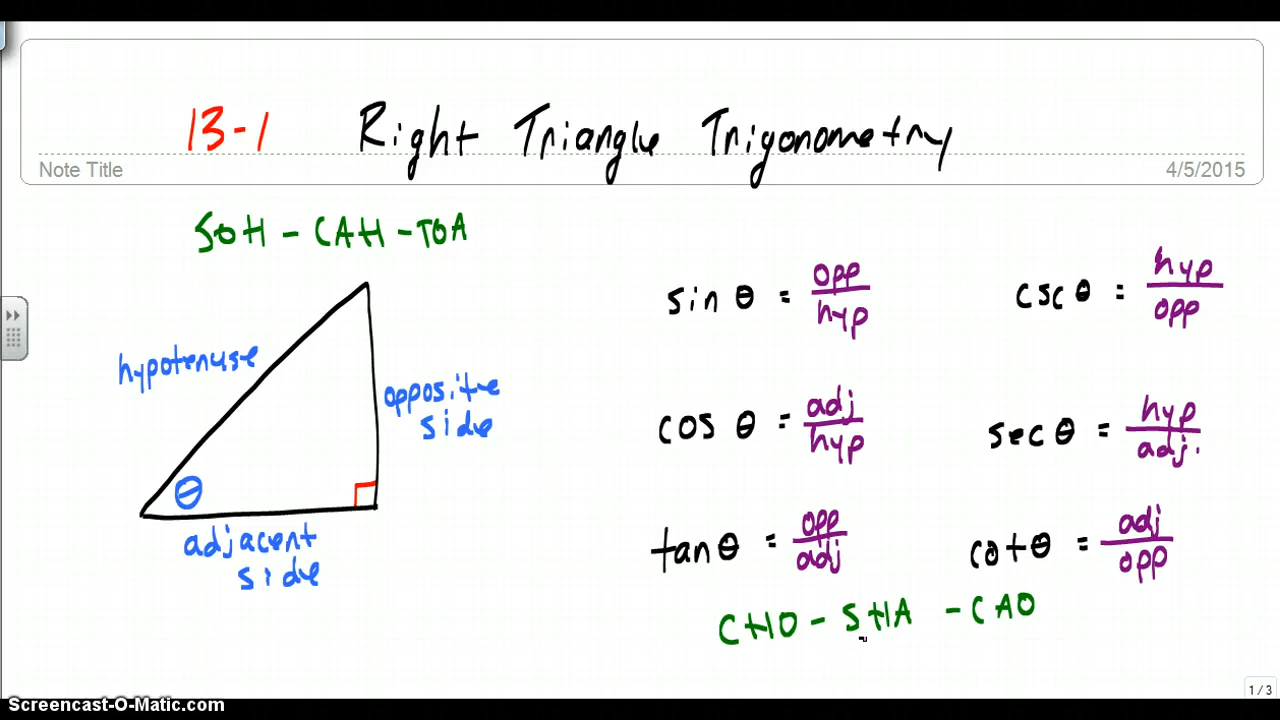 13-1 Right Triangle Trigonometry
Note Title
4/5/2015
SOH - CAH - TOA
hypotenuse
opposite
side
θ
adjacent
side
sin θ = opp/hyp
csc θ = hyp/opp
cos θ = adj/hyp
sec θ = hyp/adj.
tan θ = opp/adj
cot θ = adj/opp
CHO - SHA - CAO
Screencast-O-Matic.com
1/3